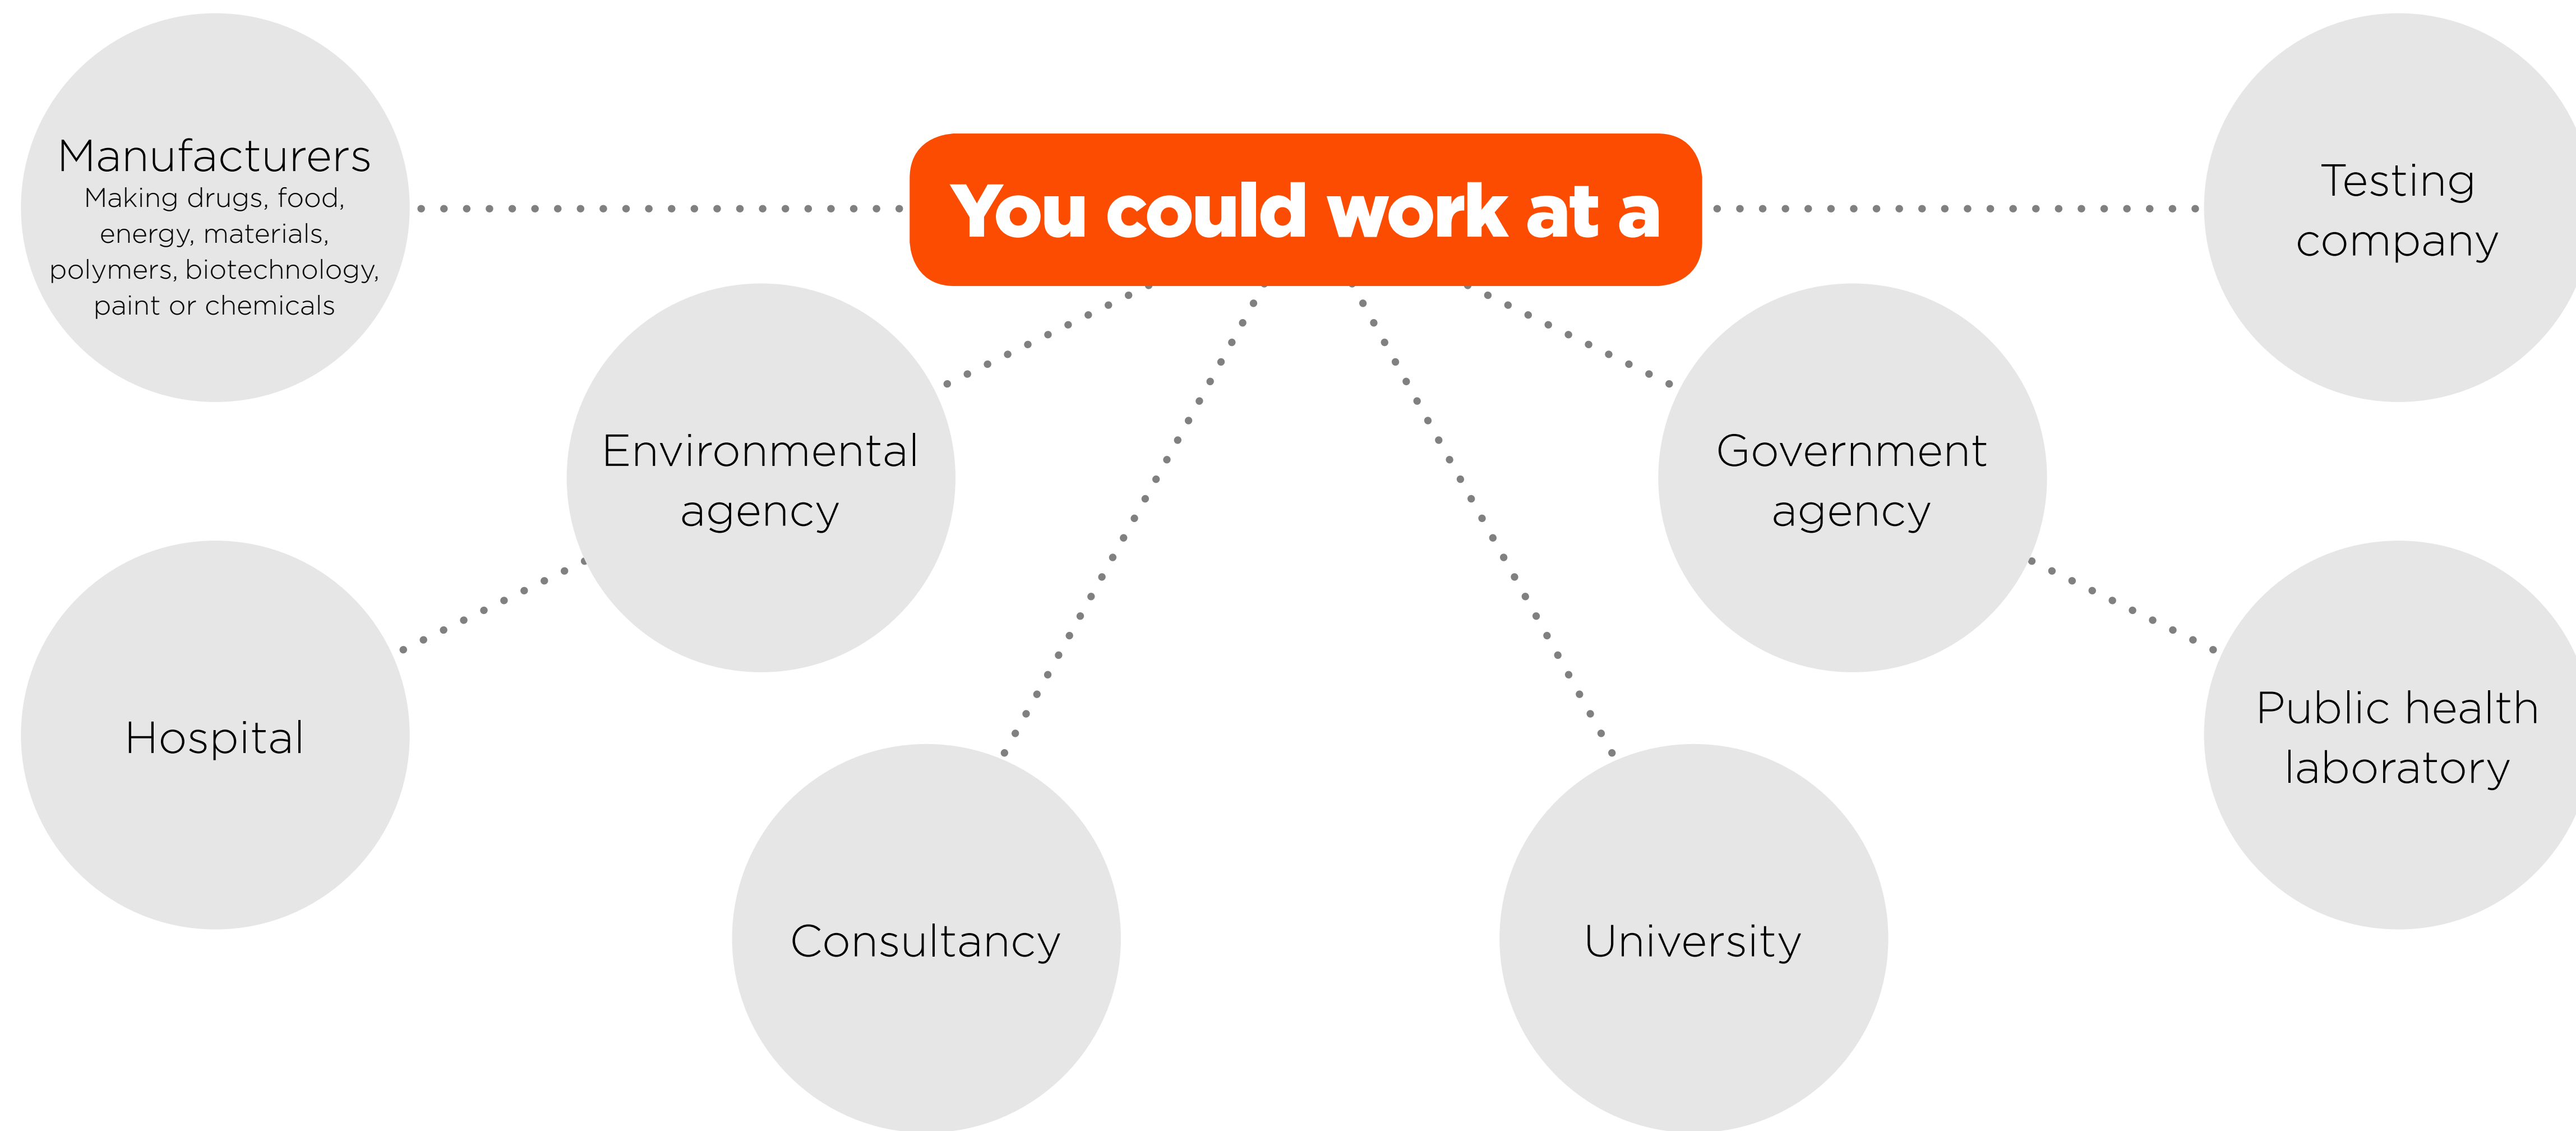 You could work at a
Manufacturers
Making drugs, food,
energy, materials,
polymers, biotechnology,
paint or chemicals
Testing
company
Environmental
agency
Government
agency
Hospital
Public health
laboratory
Consultancy
University